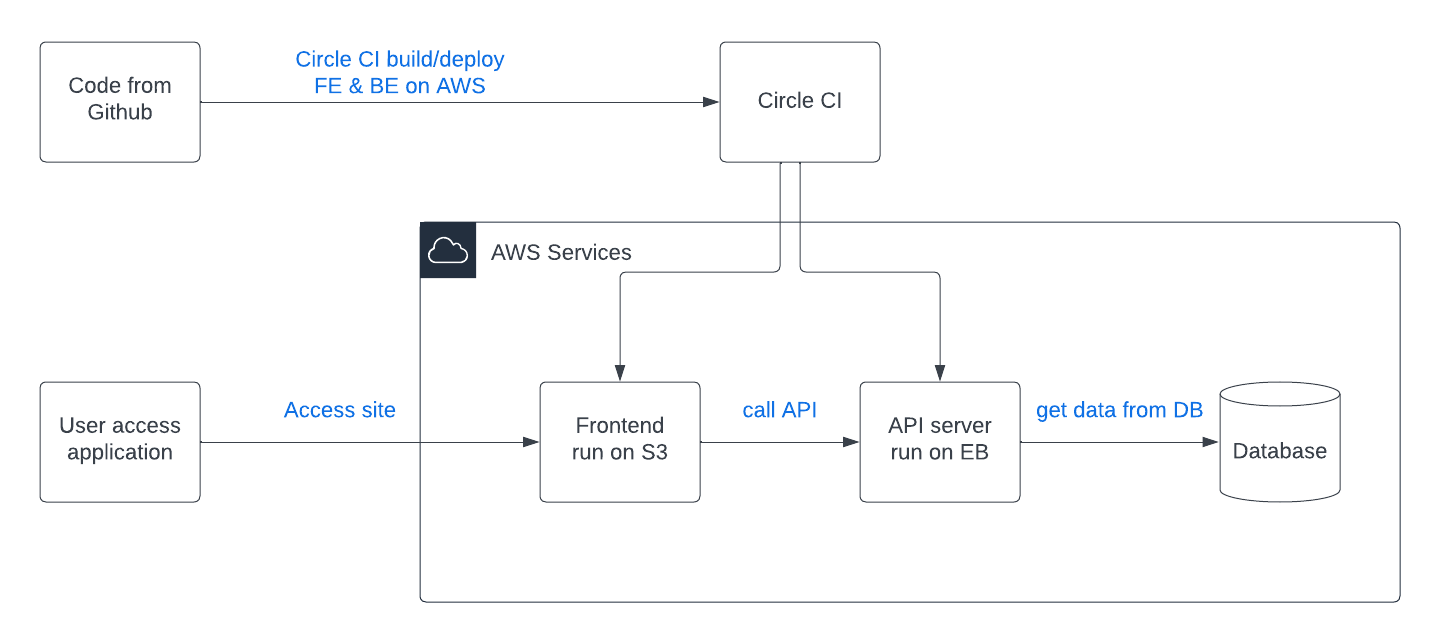 Code from
Github
Circle CI build/deploy
FE & BE on AWS
Circle CI
AWS Services
User access
application
Access site
Frontend
run on S3
call API
API server
run on EB
get data from DB
Database